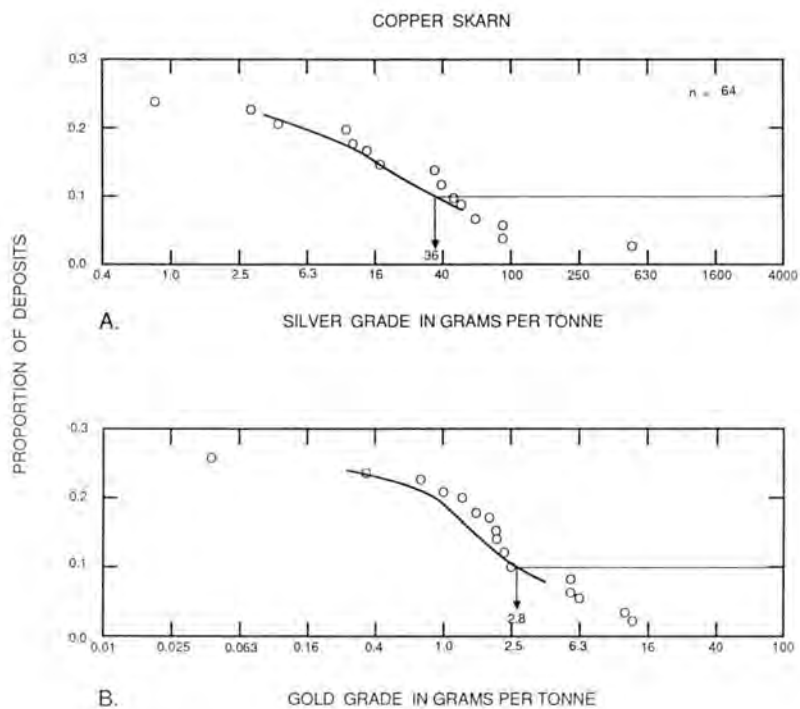 COPPER SKARN
PROPORTION OF DEPOSITS
0.3
0.2
0.1
0.0
n = 64
36
0.4 1.0 2.5 6.3 16 40 100 250 630 1600 4000
A. SILVER GRADE IN GRAMS PER TONNE
0.3
0.2
0.1
0.0
2.8
0.01 0.025 0.063 0.16 0.4 1.0 2.5 6.3 16 40 100
B. GOLD GRADE IN GRAMS PER TONNE